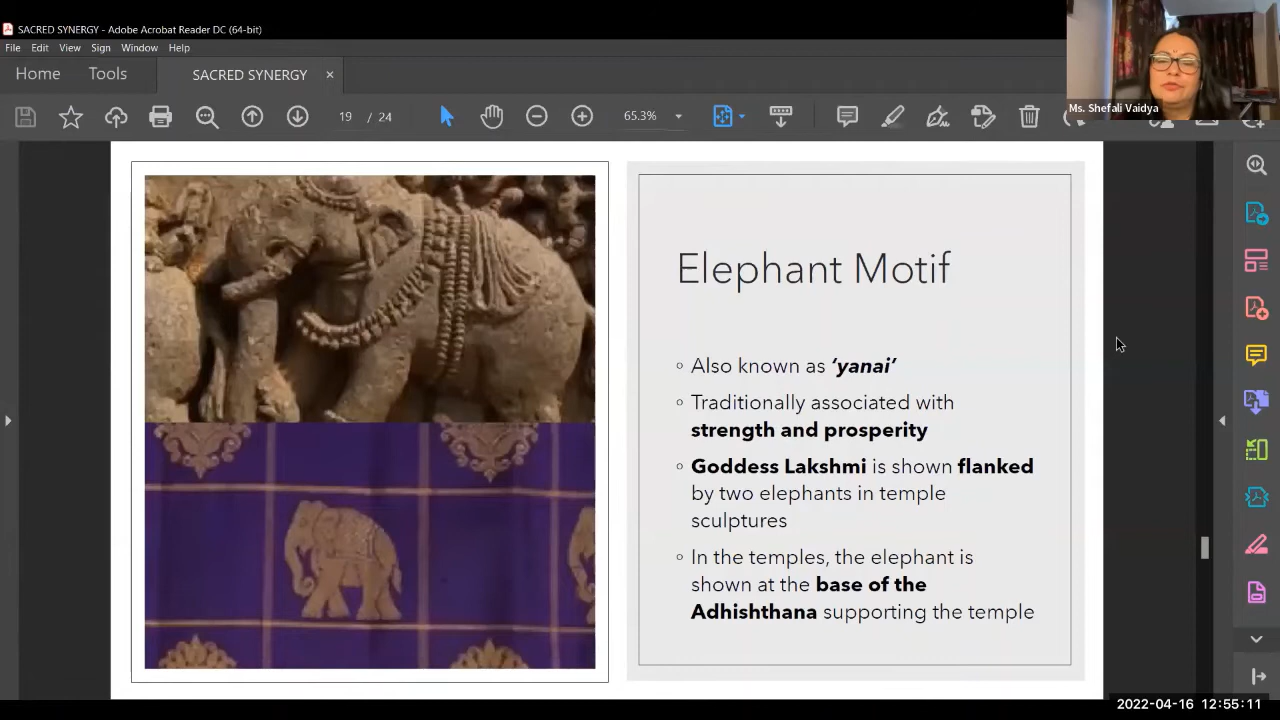 SACRED SYNERGY - Adobe Acrobat Reader DC (64-bit)
File Edit View Sign Window Help
Home Tools SACRED SYNERGY ×
19 / 24 65.3%
Ms. Shefali Vaidya
Elephant Motif
Also known as ‘yanai’
Traditionally associated with
strength and prosperity
Goddess Lakshmi is shown flanked
by two elephants in temple
sculptures
In the temples, the elephant is
shown at the base of the
Adhishthana supporting the temple
2022-04-16 12:55:11